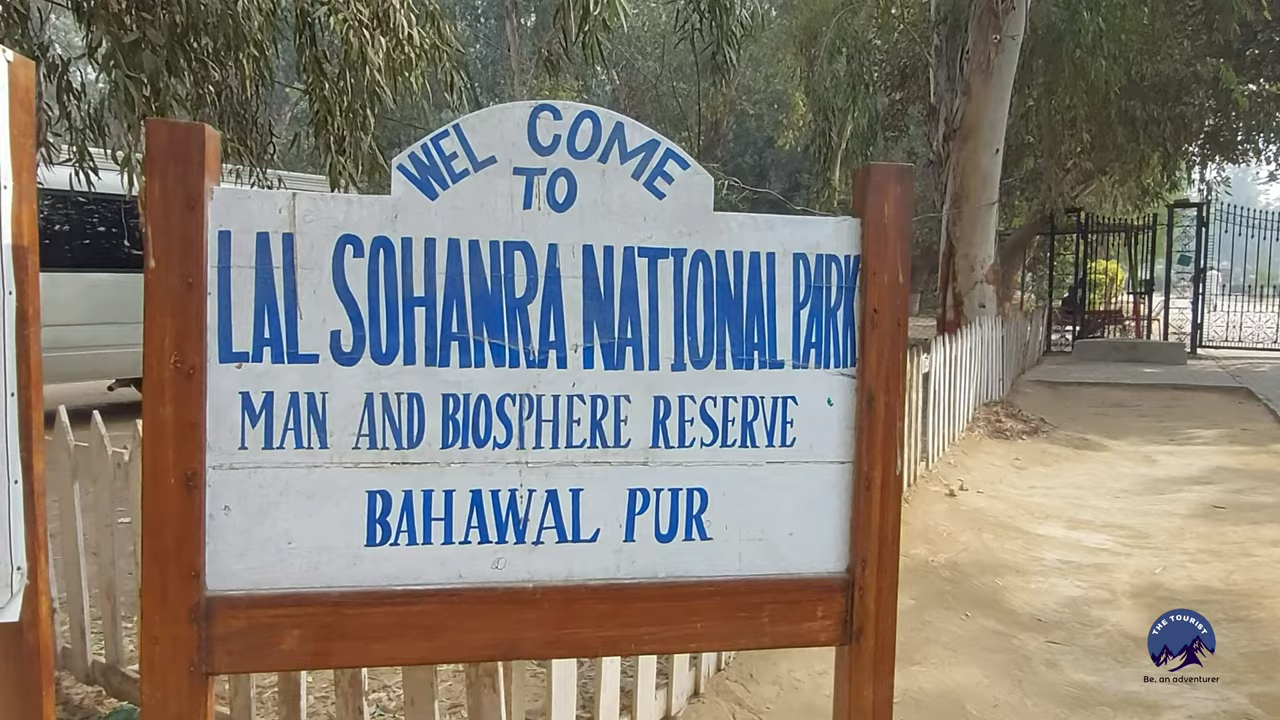 WEL COME
TO
LAL SOHANRA NATIONAL PARK
MAN AND BIOSPHERE RESERVE
BAHAWAL PUR
THE TOURIST
Be, an adventurer